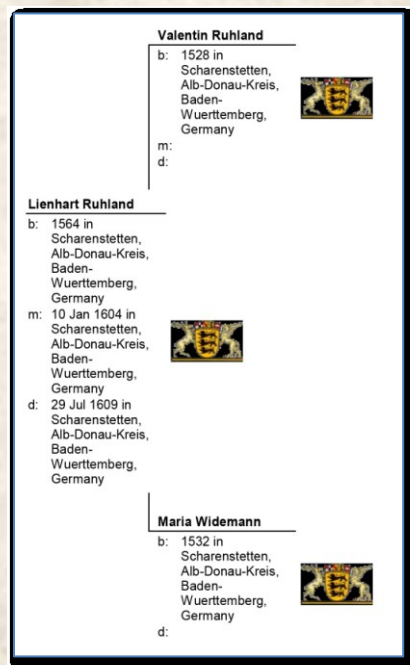 Valentin Ruhland
b: 1528 in
Scharenstetten,
Alb-Donau-Kreis,
Baden-
Wuerttemberg,
Germany
m:
d:
Lienhart Ruhland
b: 1564 in
Scharenstetten,
Alb-Donau-Kreis,
Baden-
Wuerttemberg,
Germany
m: 10 Jan 1604 in
Scharenstetten,
Alb-Donau-Kreis,
Baden-
Wuerttemberg,
Germany
d: 29 Jul 1609 in
Scharenstetten,
Alb-Donau-Kreis,
Baden-
Wuerttemberg,
Germany
Maria Widemann
b: 1532 in
Scharenstetten,
Alb-Donau-Kreis,
Baden-
Wuerttemberg,
Germany
d: